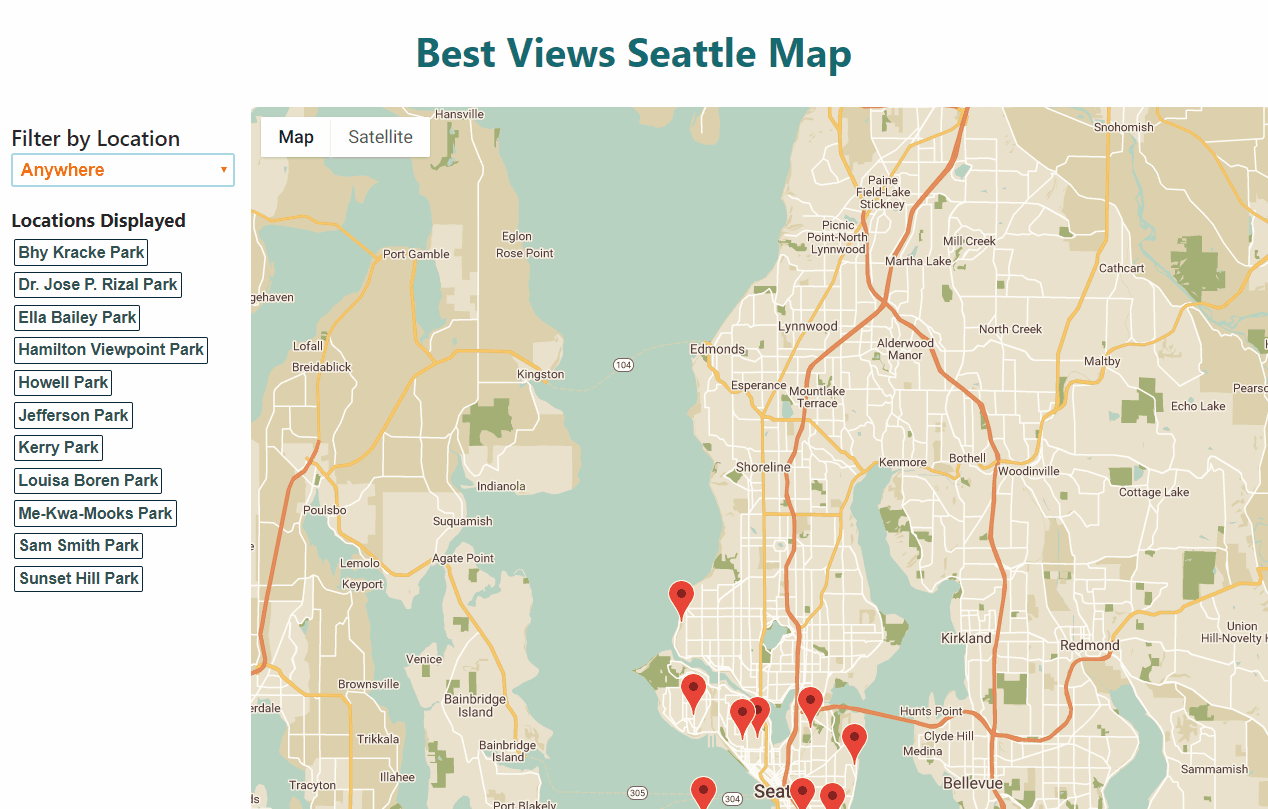 Best Views Seattle Map
Filter by Location
Anywhere
Locations Displayed
Bhy Kracke Park
Dr. Jose P. Rizal Park
Ella Bailey Park
Hamilton Viewpoint Park
Howell Park
Jefferson Park
Kerry Park
Louisa Boren Park
Me-Kwa-Mooks Park
Sam Smith Park
Sunset Hill Park
Map
Satellite
Hansville
Snohomish
Paine
Field-Lake
Stickney
Picnic
Point-North
Lynnwood
Eglon
Rose Point
Port Gamble
Mill Creek
Martha Lake
Cathcart
gehaven
Lynnwood
North Creek
Lofall
Breidablick
Edmonds
Alderwood
Manor
Maltby
104
Kingston
Esperance
Mountlake
Terrace
Pearso
Echo Lake
Shoreline
Kenmore
Bothell
Woodinville
Indianola
Cottage Lake
Poulsbo
Suquamish
Lemolo
Agate Point
Keyport
Union
Hill-Novelty H
Kirkland
Redmond
Venice
Brownsville
Bainbridge
Island
erdale
Hunts Point
Trikkala
Clyde Hill
Bainbridge
Island
Medina
Sammamish
Tracyton
Illahee
Bellevue
Seat
305
304
ds
Port Blakely